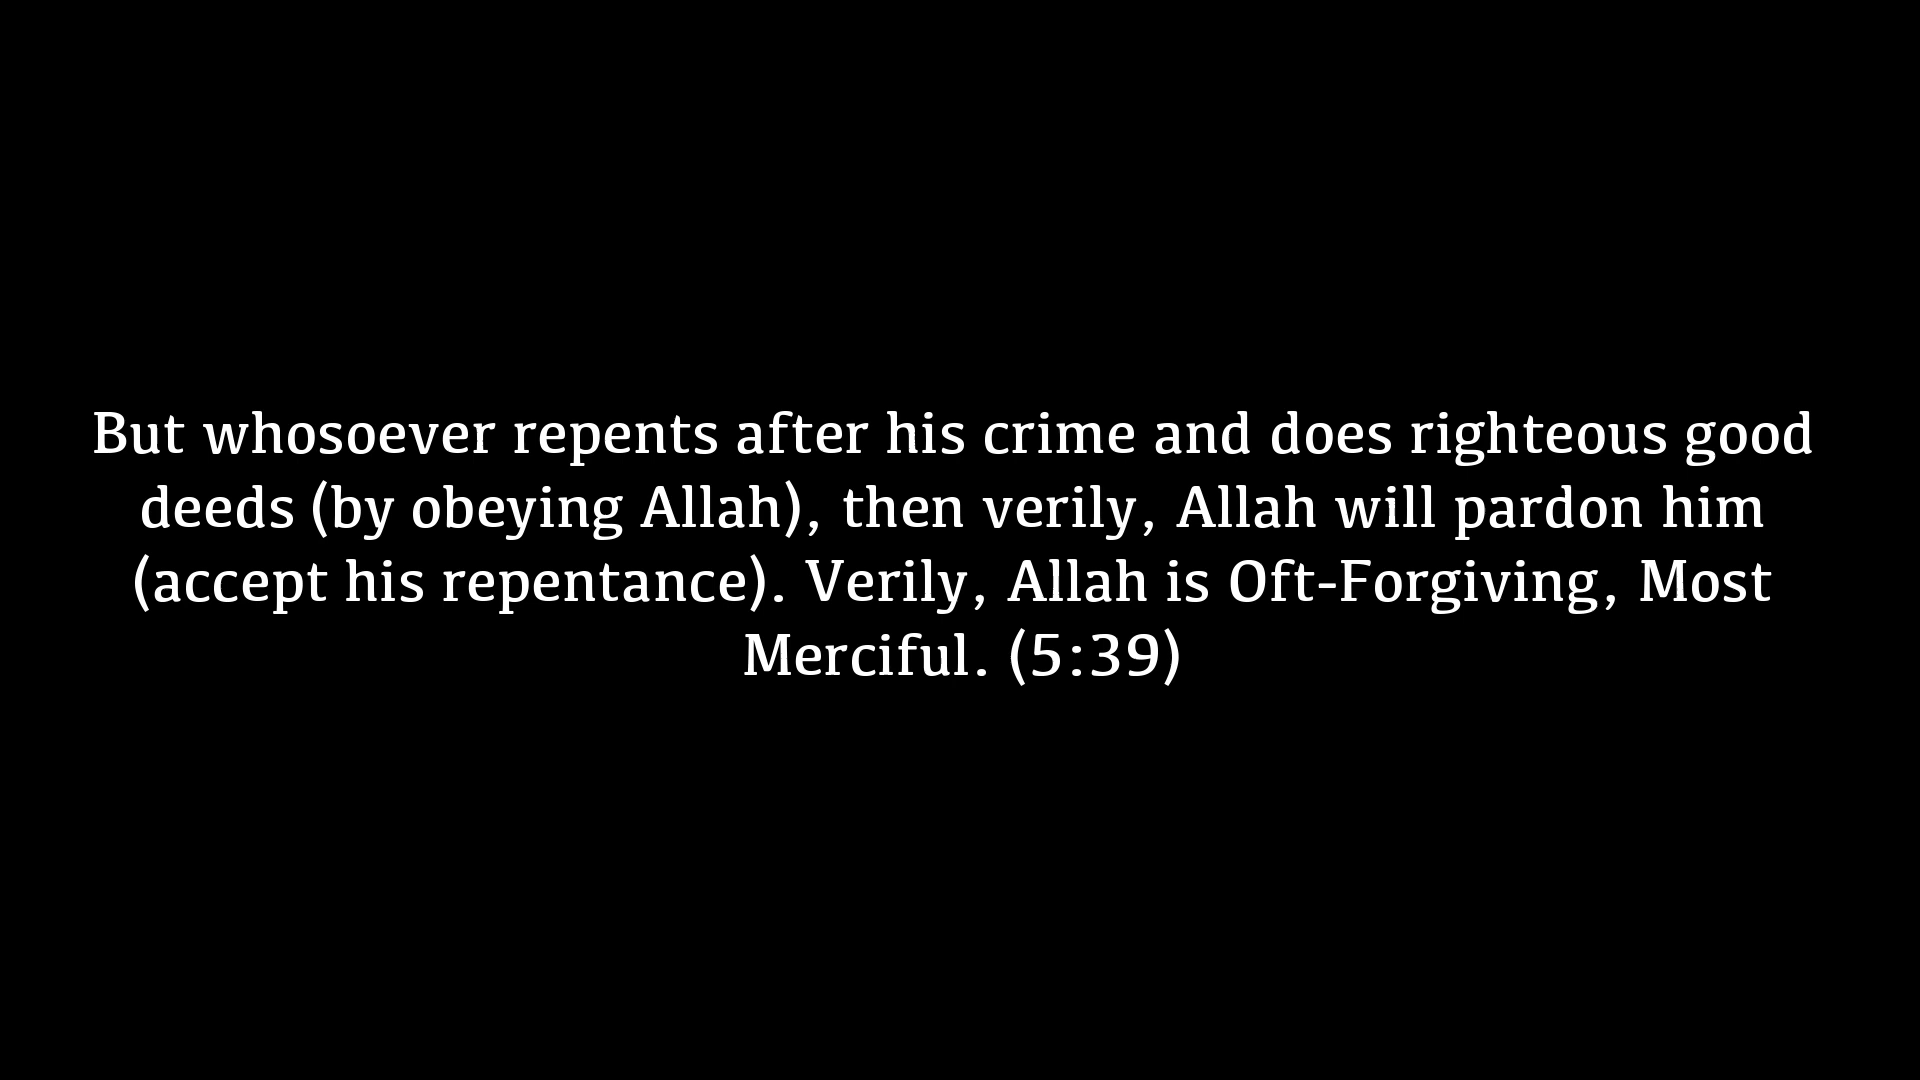 But whosoever repents after his crime and does righteous good
deeds (by obeying Allah), then verily, Allah will pardon him
(accept his repentance). Verily, Allah is Oft-Forgiving, Most
Merciful. (5:39)